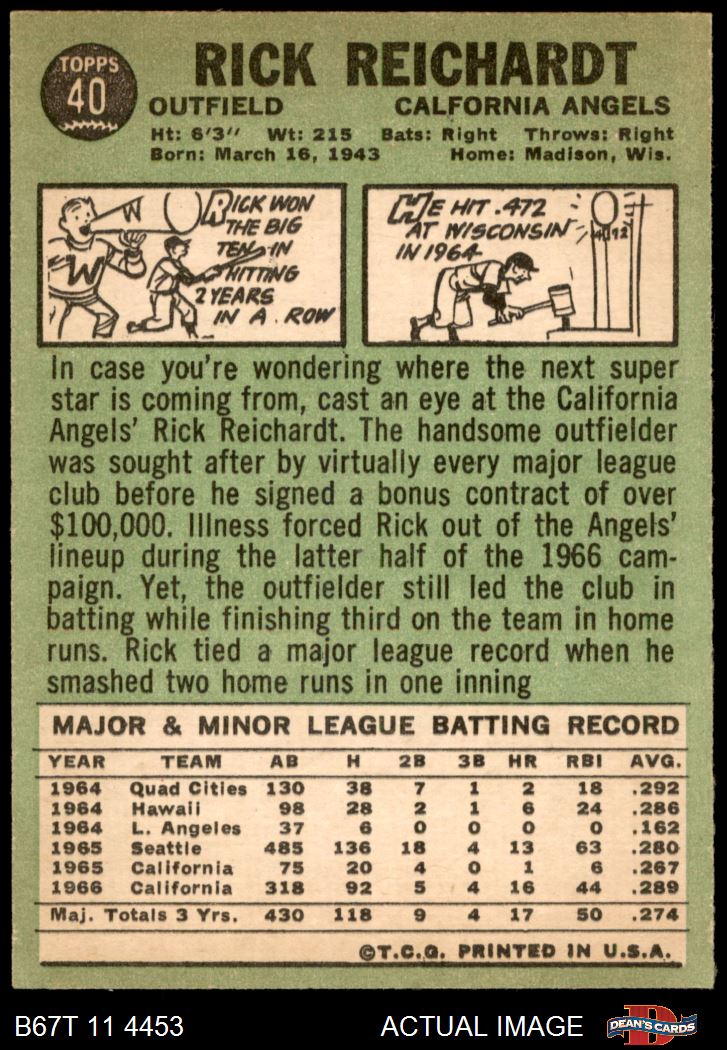 TOPPS
40
RICK REICHARDT
OUTFIELD CALFORNIA ANGELS
Ht: 6'3" Wt: 215 Bats: Right Throws: Right
Born: March 16, 1943 Home: Madison, Wis.
W
W
RICK WON
THE BIG
TEN IN
HITTING
2 YEARS
IN A ROW
HE HIT .472
AT WISCONSIN
IN 1964
In case you're wondering where the next super
star is coming from, cast an eye at the California
Angels' Rick Reichardt. The handsome outfielder
was sought after by virtually every major league
club before he signed a bonus contract of over
$100,000. Illness forced Rick out of the Angels'
lineup during the latter half of the 1966 cam-
paign. Yet, the outfielder still led the club in
batting while finishing third on the team in home
runs. Rick tied a major league record when he
smashed two home runs in one inning
MAJOR & MINOR LEAGUE BATTING RECORD
YEAR TEAM AB H 2B 3B HR RBI AVG.
1964 Quad Cities 130 38 7 1 2 18 .292
1964 Hawaii 98 28 2 1 6 24 .286
1964 L. Angeles 37 6 0 0 0 0 .162
1965 Seattle 485 136 18 4 13 63 .280
1965 California 75 20 4 0 1 6 .267
1966 California 318 92 5 4 16 44 .289
Maj. Totals 3 Yrs. 430 118 9 4 17 50 .274
©T.C.G. PRINTED IN U.S.A.
B67T 11 4453 ACTUAL IMAGE D DEAN'S CARDS